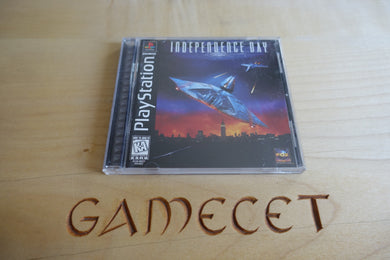 INDEPENDENCE DAY
PlayStation
K-A
GAMECET